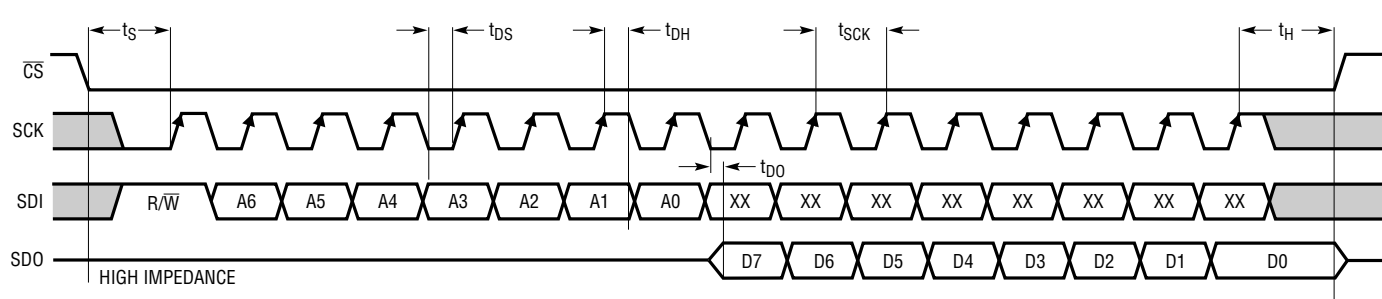 tS tDS tDH tSCK tH
C̅S̅
SCK
tDO
SDI R/W̅ A6 A5 A4 A3 A2 A1 A0 XX XX XX XX XX XX XX XX
SDO D7 D6 D5 D4 D3 D2 D1 D0
HIGH IMPEDANCE